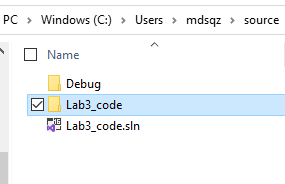 PC > Windows (C:) > Users > mdsqz > source
Name
Debug
Lab3_code
Lab3_code.sln